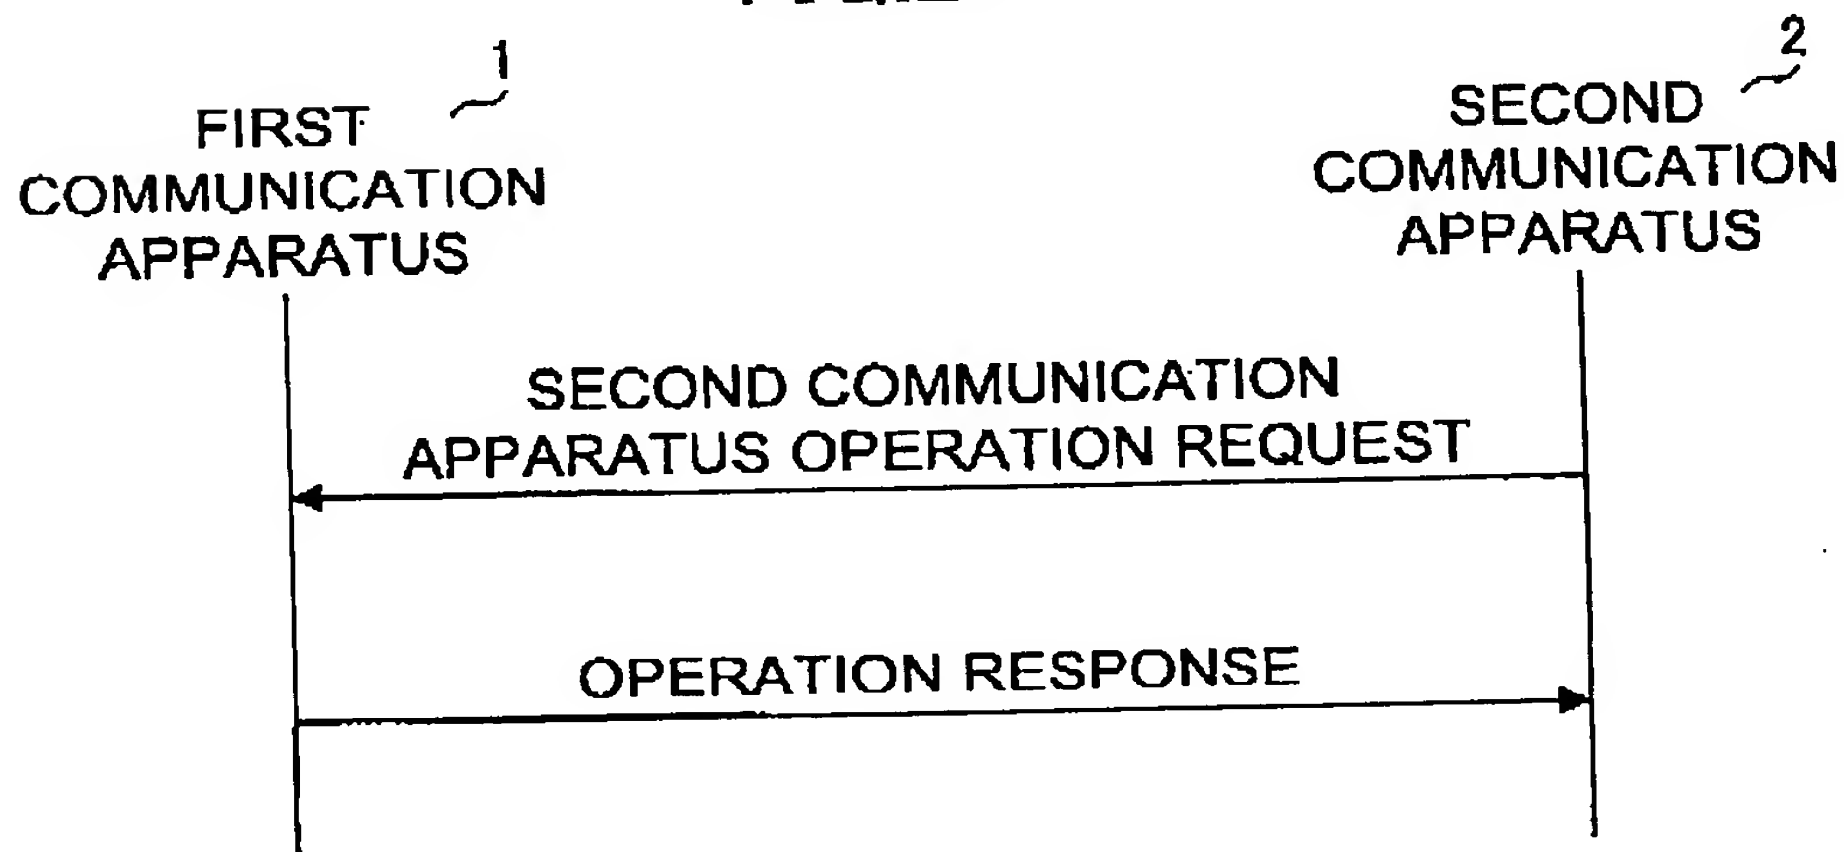 1
FIRST
COMMUNICATION
APPARATUS
2
SECOND
COMMUNICATION
APPARATUS
SECOND COMMUNICATION
APPARATUS OPERATION REQUEST
OPERATION RESPONSE